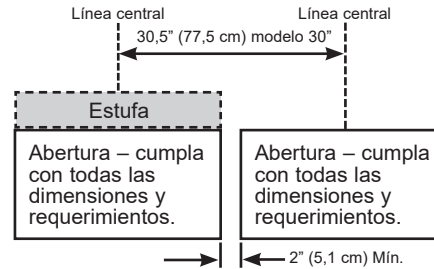 Línea central
Línea central
30,5” (77,5 cm) modelo 30”
Estufa
Abertura – cumpla
con todas las
dimensiones y
requerimientos.
Abertura – cumpla
con todas las
dimensiones y
requerimientos.
2” (5,1 cm) Mín.